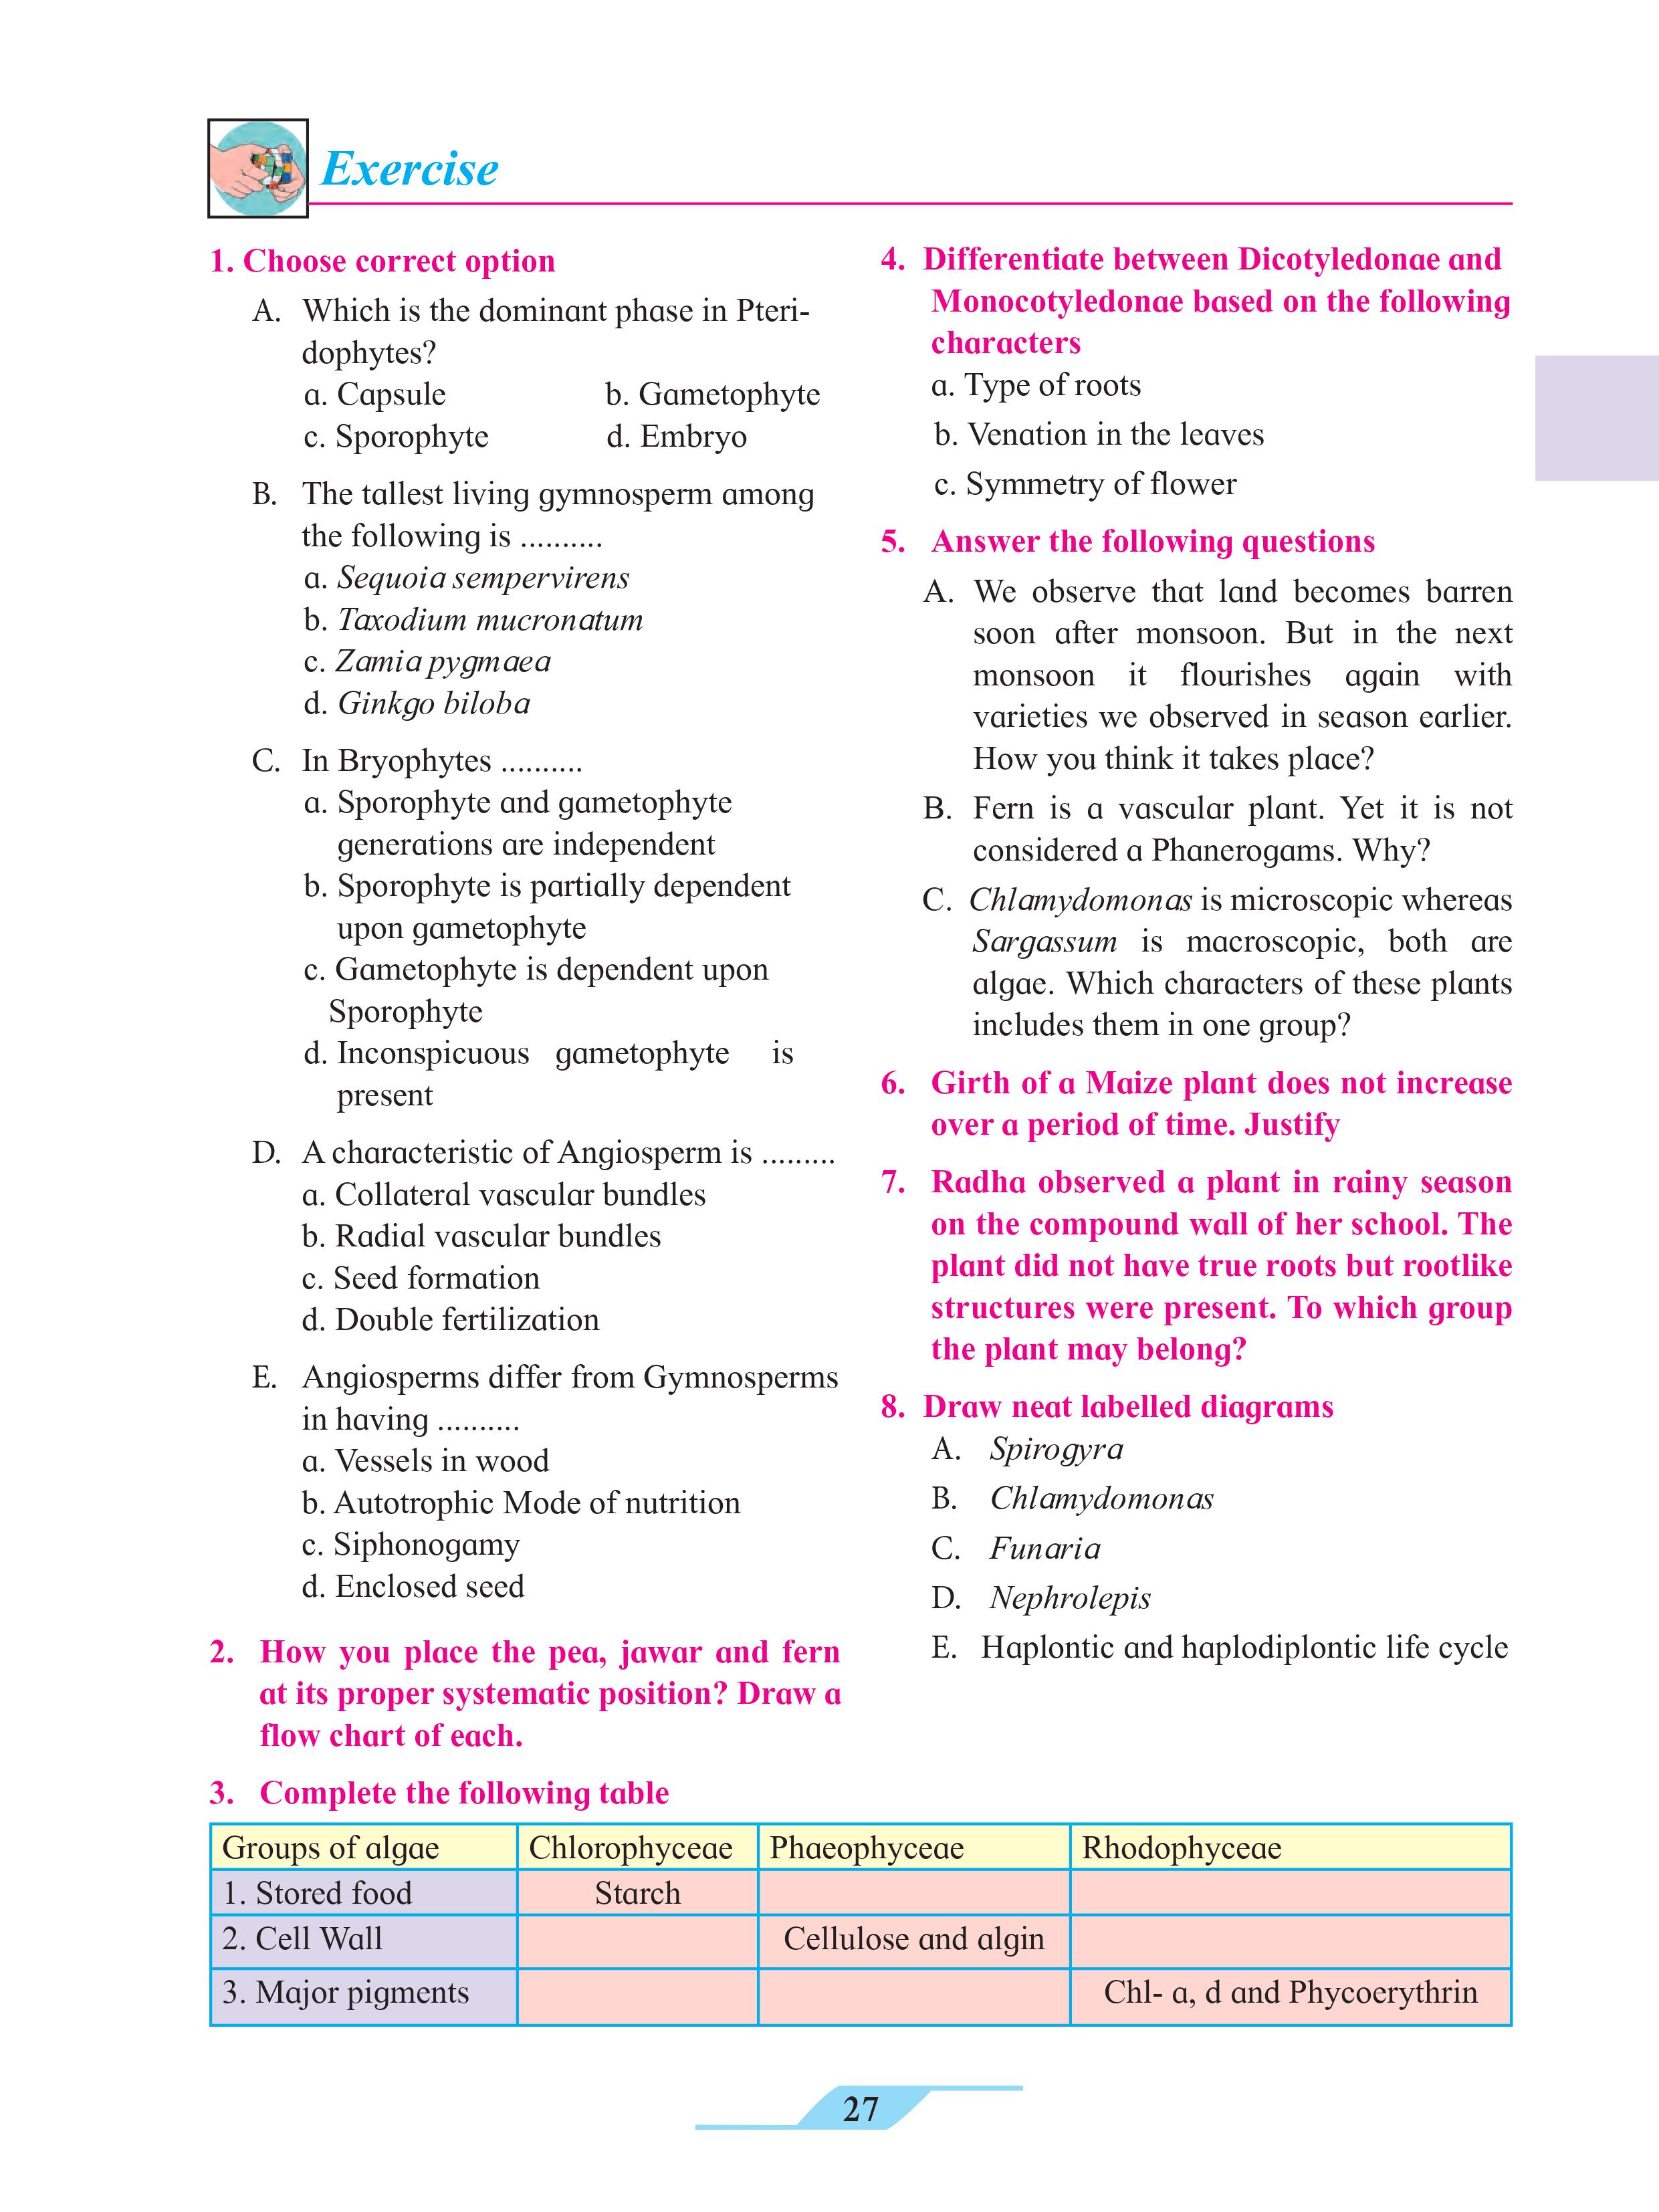 Exercise
1. Choose correct option
A. Which is the dominant phase in Pteri-
dophytes?
a. Capsule b. Gametophyte
c. Sporophyte d. Embryo
B. The tallest living gymnosperm among
the following is ..........
a. Sequoia sempervirens
b. Taxodium mucronatum
c. Zamia pygmaea
d. Ginkgo biloba
C. In Bryophytes ..........
a. Sporophyte and gametophyte
generations are independent
b. Sporophyte is partially dependent
upon gametophyte
c. Gametophyte is dependent upon
Sporophyte
d. Inconspicuous gametophyte is
present
D. A characteristic of Angiosperm is .........
a. Collateral vascular bundles
b. Radial vascular bundles
c. Seed formation
d. Double fertilization
E. Angiosperms differ from Gymnosperms
in having ..........
a. Vessels in wood
b. Autotrophic Mode of nutrition
c. Siphonogamy
d. Enclosed seed
2. How you place the pea, jawar and fern
at its proper systematic position? Draw a
flow chart of each.
3. Complete the following table
4. Differentiate between Dicotyledonae and
Monocotyledonae based on the following
characters
a. Type of roots
b. Venation in the leaves
c. Symmetry of flower
5. Answer the following questions
A. We observe that land becomes barren
soon after monsoon. But in the next
monsoon it flourishes again with
varieties we observed in season earlier.
How you think it takes place?
B. Fern is a vascular plant. Yet it is not
considered a Phanerogams. Why?
C. Chlamydomonas is microscopic whereas
Sargassum is macroscopic, both are
algae. Which characters of these plants
includes them in one group?
6. Girth of a Maize plant does not increase
over a period of time. Justify
7. Radha observed a plant in rainy season
on the compound wall of her school. The
plant did not have true roots but rootlike
structures were present. To which group
the plant may belong?
8. Draw neat labelled diagrams
A. Spirogyra
B. Chlamydomonas
C. Funaria
D. Nephrolepis
E. Haplontic and haplodiplontic life cycle
Groups of algae Chlorophyceae Phaeophyceae Rhodophyceae
1. Stored food Starch
2. Cell Wall Cellulose and algin
3. Major pigments Chl- a, d and Phycoerythrin
27